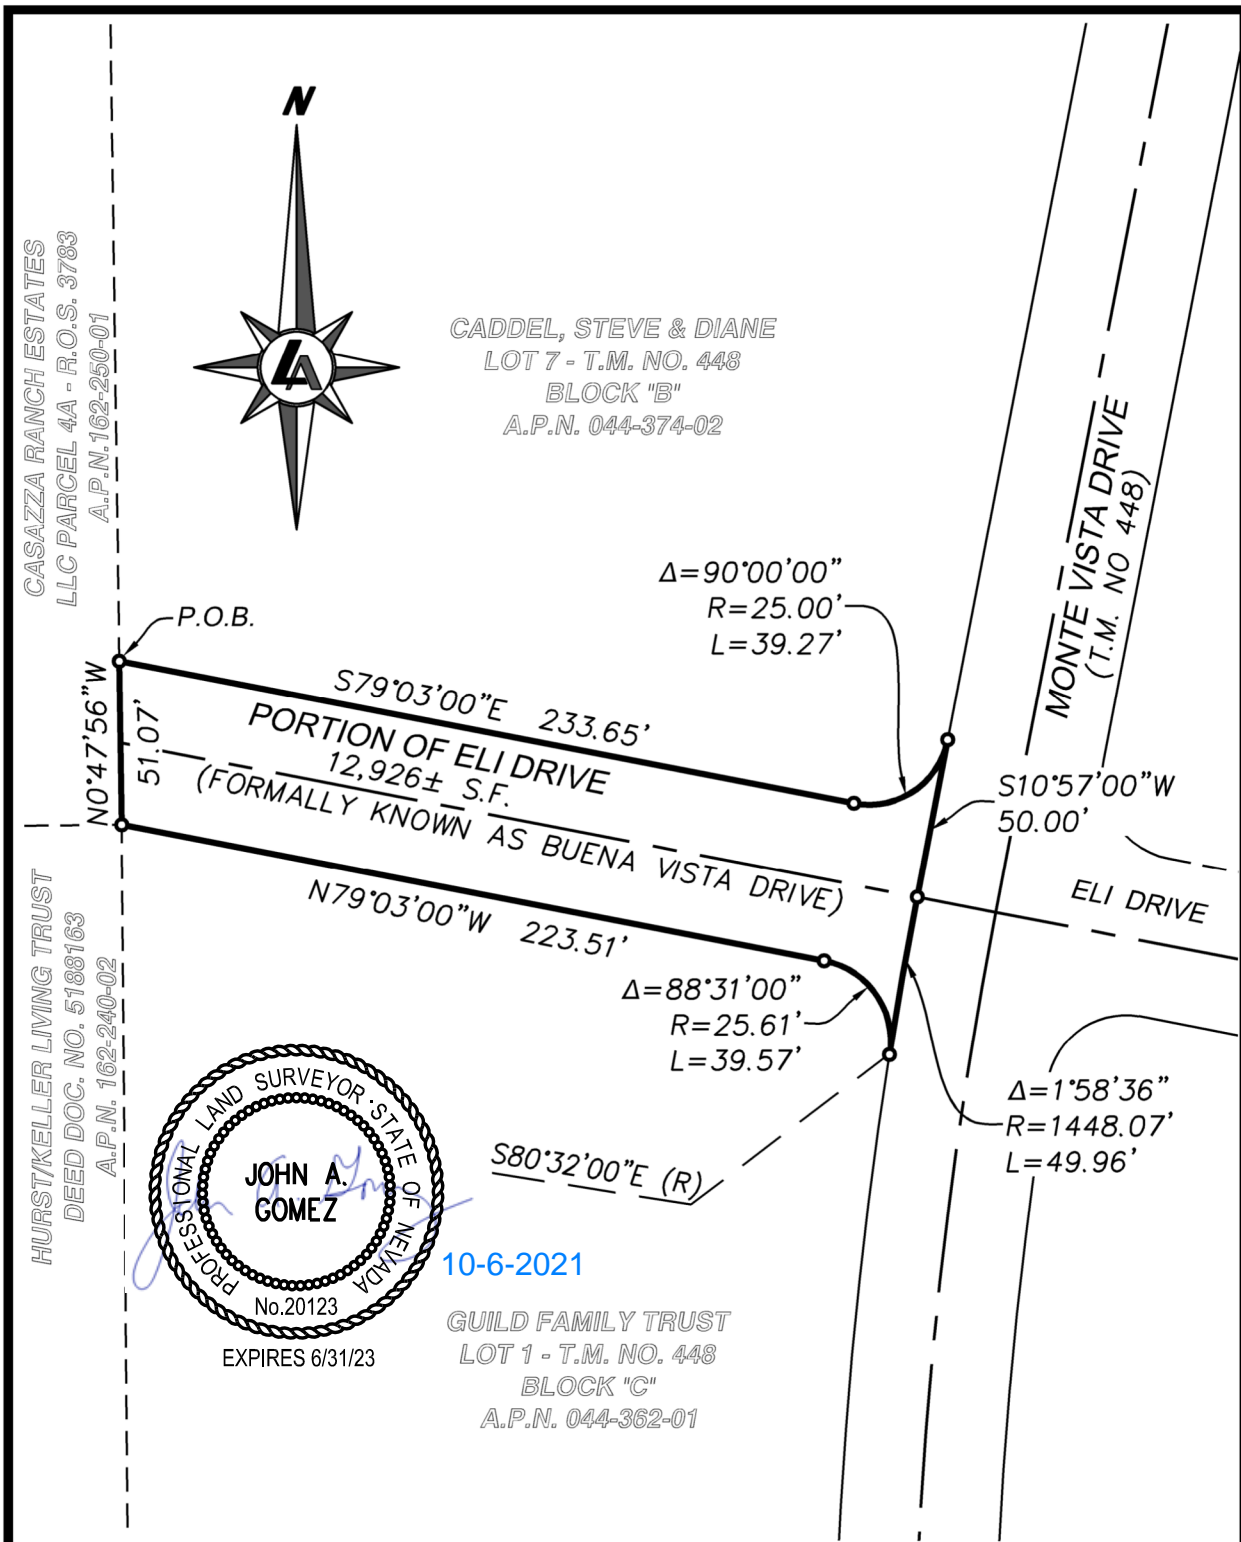 N
CASAZZA RANCH ESTATES
LLC PARCEL 4A - R.O.S. 3783
A.P.N.162-250-01
LA
CADDEL, STEVE & DIANE
LOT 7 - T.M. NO. 448
BLOCK "B"
A.P.N. 044-374-02
MONTE VISTA DRIVE
(T.M. NO 448)
Δ=90°00'00"
R=25.00'
L=39.27'
P.O.B.
N0°47'56"W
51.07'
S79°03'00"E 233.65'
PORTION OF ELI DRIVE
12,926± S.F.
(FORMALLY KNOWN AS BUENA VISTA DRIVE)
S10°57'00"W
50.00'
ELI DRIVE
N79°03'00"W 223.51'
Δ=88°31'00"
R=25.61'
L=39.57'
HURST/KELLER LIVING TRUST
DEED DOC. NO. 5188163
A.P.N. 162-240-02
Δ=1°58'36"
R=1448.07'
L=49.96'
S80°32'00"E (R)
PROFESSIONAL LAND SURVEYOR · STATE OF NEVADA
JOHN A.
GOMEZ
No.20123
EXPIRES 6/31/23
10-6-2021
GUILD FAMILY TRUST
LOT 1 - T.M. NO. 448
BLOCK "C"
A.P.N. 044-362-01